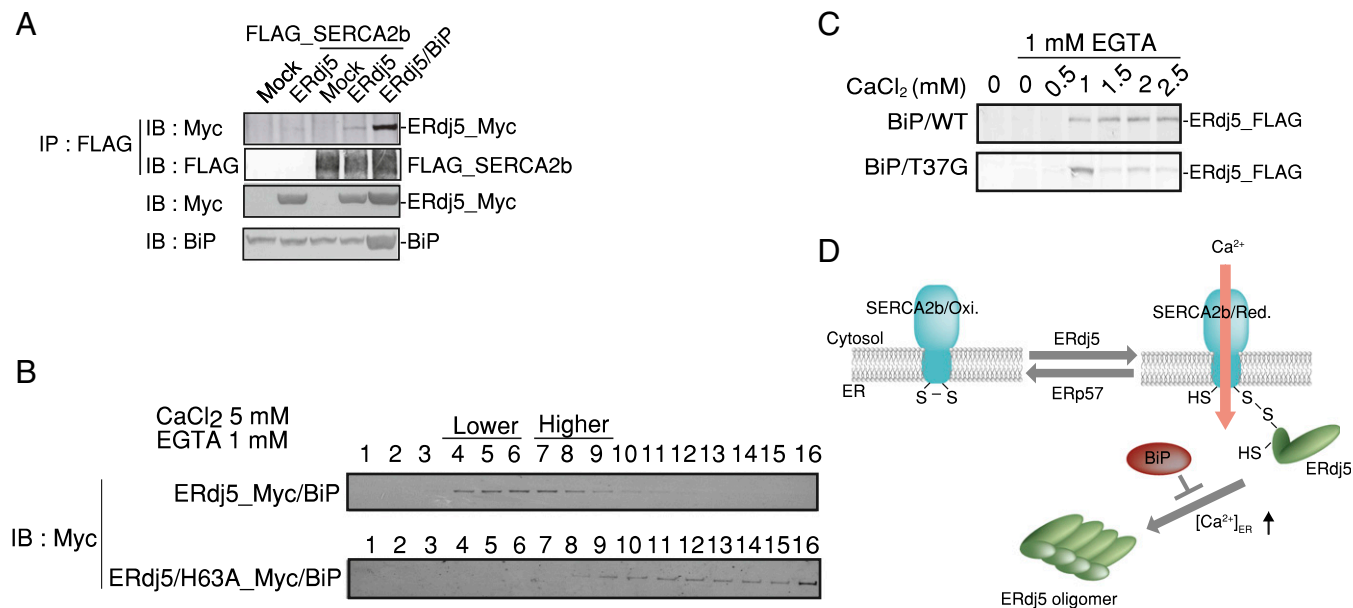 A
FLAG_SERCA2b
Mock
ERdj5
Mock
ERdj5
ERdj5/BiP
IP : FLAG
IB : Myc
-ERdj5_Myc
IB : FLAG
FLAG_SERCA2b
IB : Myc
-ERdj5_Myc
IB : BiP
-BiP
B
CaCl2 5 mM
EGTA 1 mM
Lower Higher
1 2 3 4 5 6 7 8 9 10 11 12 13 14 15 16
ERdj5_Myc/BiP
IB : Myc
1 2 3 4 5 6 7 8 9 10 11 12 13 14 15 16
ERdj5/H63A_Myc/BiP
C
1 mM EGTA
CaCl₂ (mM) 0 0 0.5 1 1.5 2 2.5
BiP/WT
-ERdj5_FLAG
BiP/T37G
-ERdj5_FLAG
D
Ca²⁺
SERCA2b/Oxi.
SERCA2b/Red.
Cytosol
ERdj5
ER
ERp57
S – S
HS
S
S
HS
BiP
ERdj5
[Ca²⁺]ER
ERdj5 oligomer